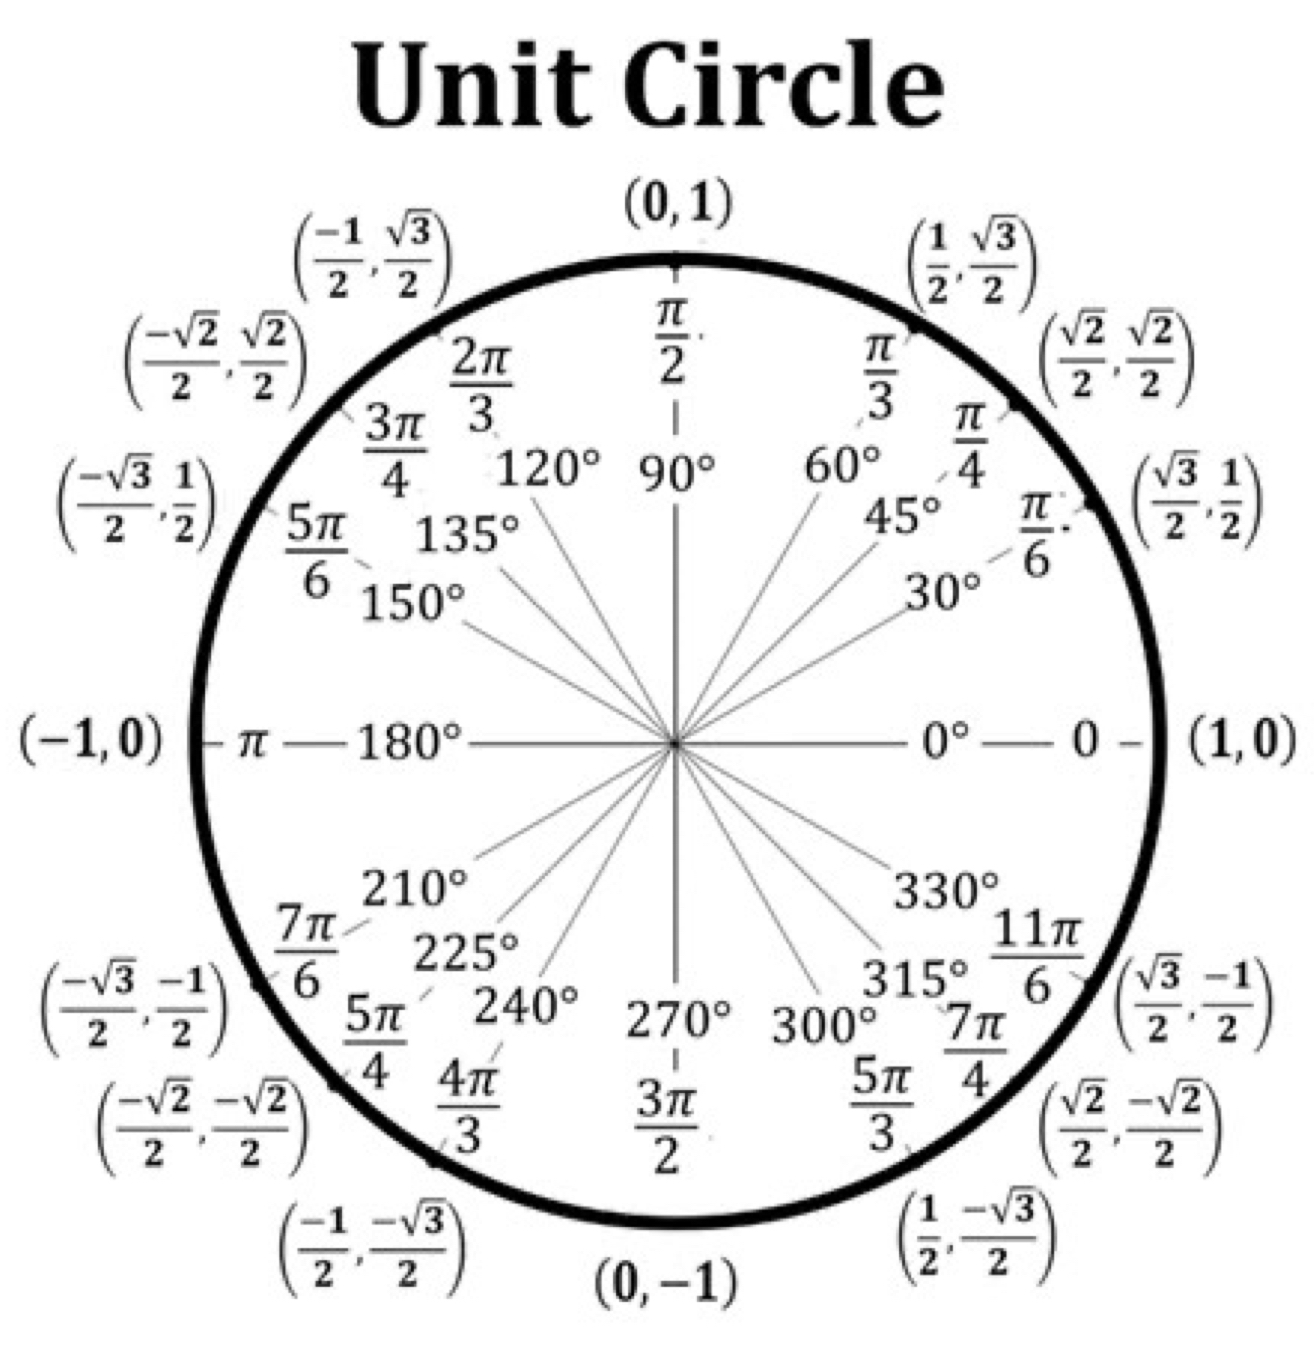 Unit Circle
(0, 1)
(-1/2, √3/2)
(1/2, √3/2)
(-√2/2, √2/2)
(√2/2, √2/2)
(-√3/2, 1/2)
(√3/2, 1/2)
π/2
2π/3
π/3
3π/4
π/4
5π/6
π/6
120°
90°
60°
135°
45°
150°
30°
(-1, 0)
π
180°
0°
0
(1, 0)
210°
330°
7π/6
11π/6
225°
315°
240°
270°
300°
5π/4
7π/4
4π/3
3π/2
5π/3
(-√3/2, -1/2)
(√3/2, -1/2)
(-√2/2, -√2/2)
(√2/2, -√2/2)
(-1/2, -√3/2)
(1/2, -√3/2)
(0, -1)